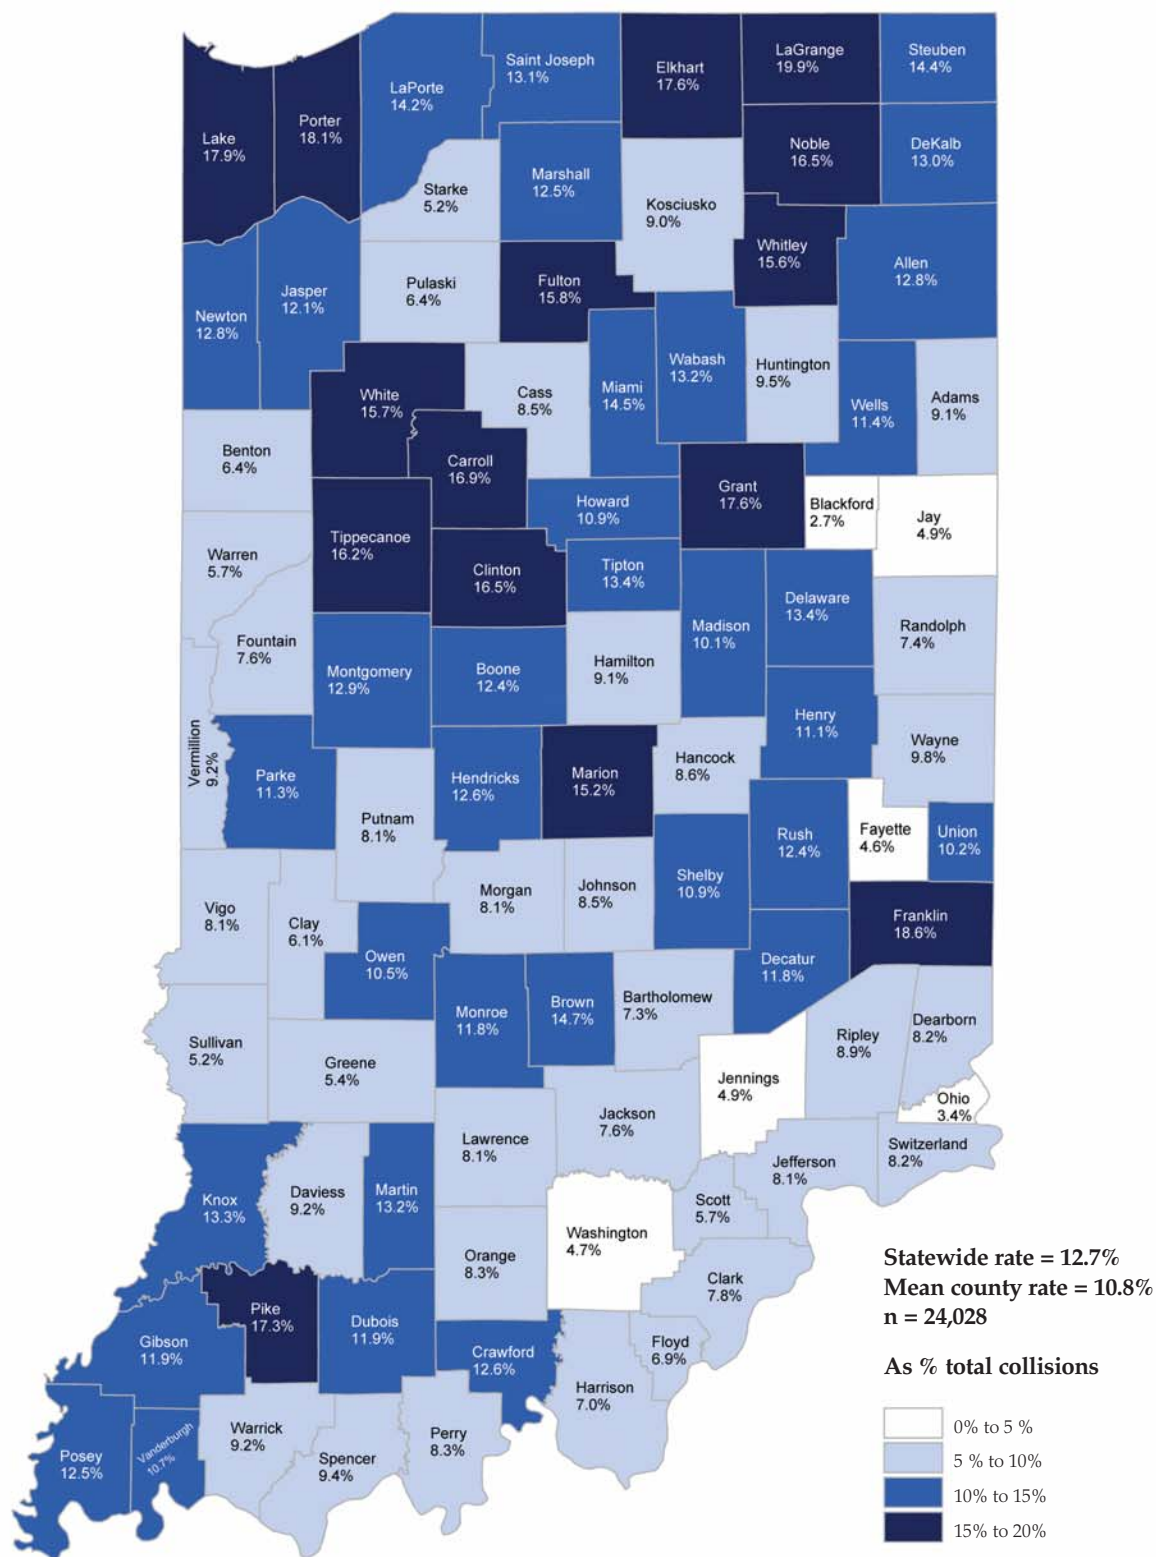 Saint Joseph
13.1%
Elkhart
17.6%
LaGrange
19.9%
Steuben
14.4%
LaPorte
14.2%
Porter
18.1%
Lake
17.9%
Noble
16.5%
DeKalb
13.0%
Marshall
12.5%
Starke
5.2%
Kosciusko
9.0%
Whitley
15.6%
Allen
12.8%
Pulaski
6.4%
Fulton
15.8%
Jasper
12.1%
Newton
12.8%
Wabash
13.2%
Huntington
9.5%
White
15.7%
Cass
8.5%
Miami
14.5%
Wells
11.4%
Adams
9.1%
Benton
6.4%
Carroll
16.9%
Grant
17.6%
Howard
10.9%
Blackford
2.7%
Jay
4.9%
Warren
5.7%
Tippecanoe
16.2%
Clinton
16.5%
Tipton
13.4%
Delaware
13.4%
Madison
10.1%
Randolph
7.4%
Fountain
7.6%
Montgomery
12.9%
Boone
12.4%
Hamilton
9.1%
Henry
11.1%
Wayne
9.8%
Vermillion
9.2%
Parke
11.3%
Hendricks
12.6%
Marion
15.2%
Hancock
8.6%
Putnam
8.1%
Rush
12.4%
Fayette
4.6%
Union
10.2%
Shelby
10.9%
Morgan
8.1%
Johnson
8.5%
Vigo
8.1%
Clay
6.1%
Franklin
18.6%
Owen
10.5%
Decatur
11.8%
Monroe
11.8%
Brown
14.7%
Bartholomew
7.3%
Dearborn
8.2%
Ripley
8.9%
Sullivan
5.2%
Greene
5.4%
Jennings
4.9%
Ohio
3.4%
Jackson
7.6%
Lawrence
8.1%
Switzerland
8.2%
Jefferson
8.1%
Knox
13.3%
Daviess
9.2%
Martin
13.2%
Scott
5.7%
Washington
4.7%
Orange
8.3%
Clark
7.8%
Pike
17.3%
Dubois
11.9%
Gibson
11.9%
Crawford
12.6%
Floyd
6.9%
Harrison
7.0%
Posey
12.5%
Vanderburgh
10.7%
Warrick
9.2%
Spencer
9.4%
Perry
8.3%
Statewide rate = 12.7%
Mean county rate = 10.8%
n = 24,028
As % total collisions
0% to 5 %
5 % to 10%
10% to 15%
15% to 20%